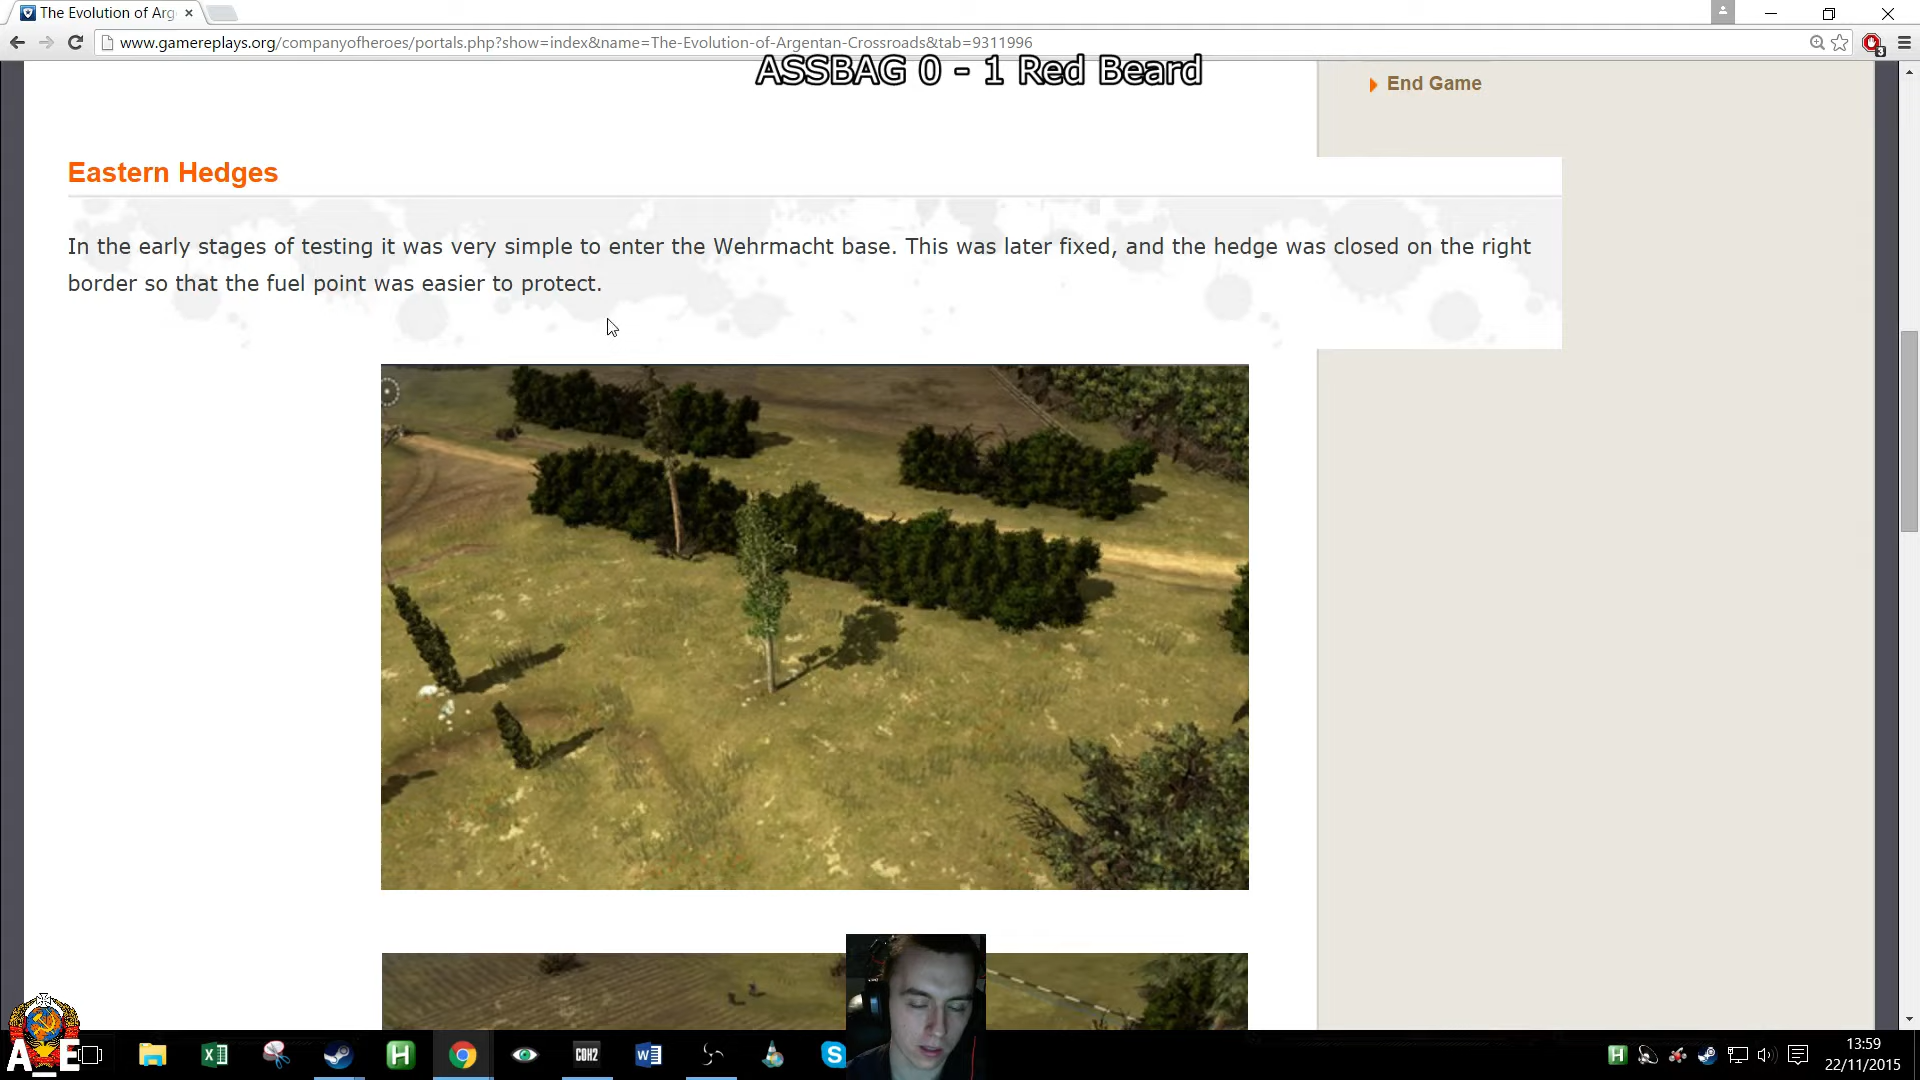 The Evolution of Arg
www.gamereplays.org/companyofheroes/portals.php?show=index&name=The-Evolution-of-Argentan-Crossroads&tab=9311996
ASSBAG 0 - 1 Red Beard
End Game
Eastern Hedges
In the early stages of testing it was very simple to enter the Wehrmacht base. This was later fixed, and the hedge was closed on the right
border so that the fuel point was easier to protect.
A_E
COH2
13:59
22/11/2015